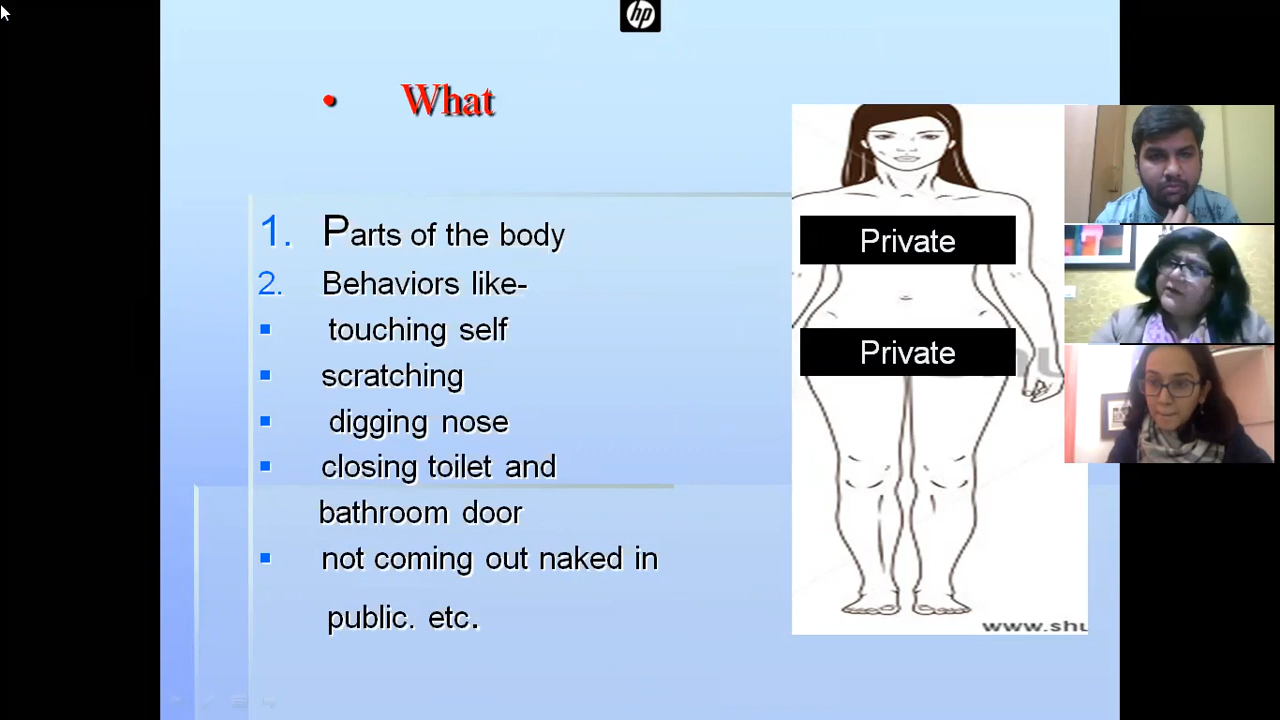 hp
• What
1. Parts of the body
2. Behaviors like-
▪ touching self
▪ scratching
▪ digging nose
▪ closing toilet and
bathroom door
▪ not coming out naked in
public. etc.
Private
Private
www.shu